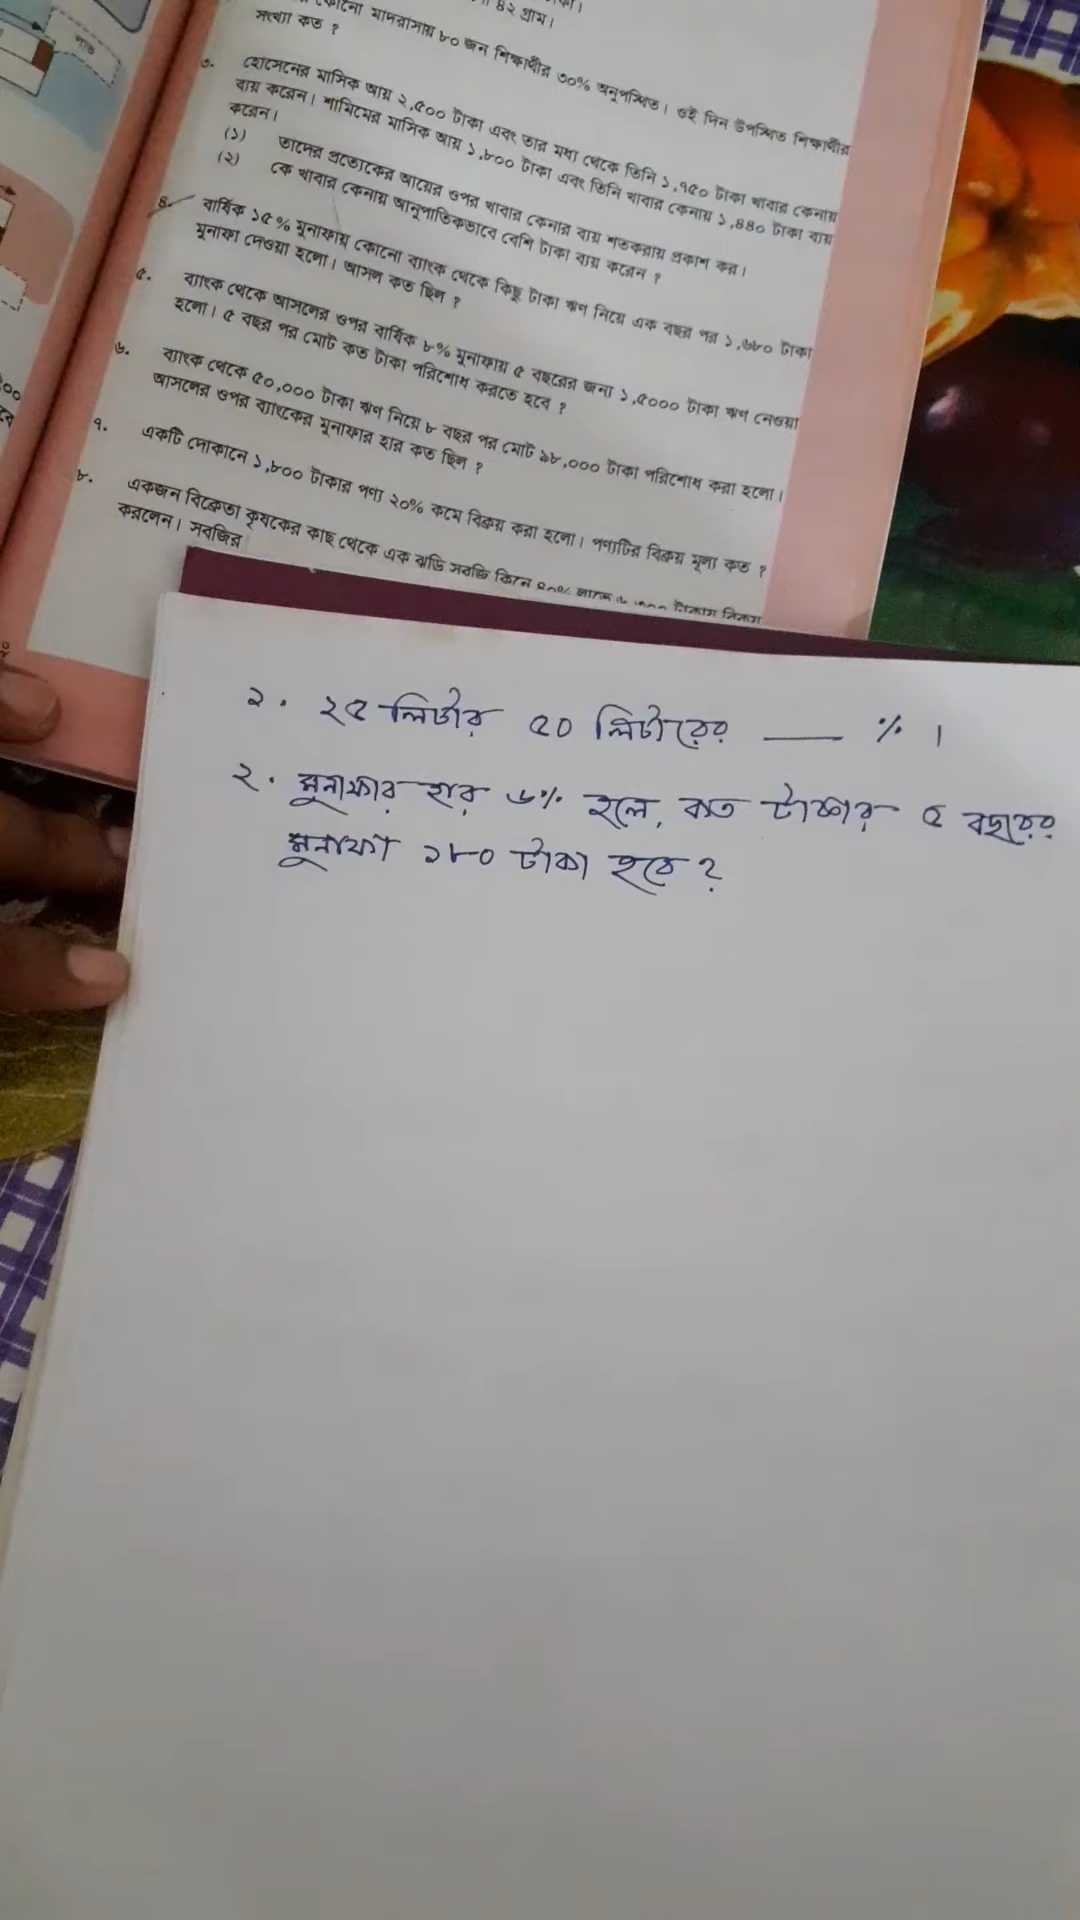 ৪২ গ্রাম।
কোনো মাদরাসায় ৮০ জন শিক্ষার্থীর ৩০% অনুপস্থিত। ওই দিন উপস্থিত শিক্ষার্থীর
সংখ্যা কত ?
৩. হোসেনের মাসিক আয় ২,৫০০ টাকা এবং তার মধ্য থেকে তিনি ১,৭৫০ টাকা খাবার কেনায়
ব্যয় করেন। শামিমের মাসিক আয় ১,৮০০ টাকা এবং তিনি খাবার কেনায় ১,৪৪০ টাকা ব্যয়
করেন।
(১) তাদের প্রত্যেকের আয়ের ওপর খাবার কেনার ব্যয় শতকরায় প্রকাশ কর।
(২) কে খাবার কেনায় আনুপাতিকভাবে বেশি টাকা ব্যয় করেন ?
৪. বার্ষিক ১৫% মুনাফায় কোনো ব্যাংক থেকে কিছু টাকা ঋণ নিয়ে এক বছর পর ১,৬৮০ টাকা
মুনাফা দেওয়া হলো। আসল কত ছিল ?
৫. ব্যাংক থেকে আসলের ওপর বার্ষিক ৮% মুনাফায় ৫ বছরের জন্য ১,৫০০০ টাকা ঋণ নেওয়া
হলো। ৫ বছর পর মোট কত টাকা পরিশোধ করতে হবে ?
৬. ব্যাংক থেকে ৫০,০০০ টাকা ঋণ নিয়ে ৮ বছর পর মোট ৯৮,০০০ টাকা পরিশোধ করা হলো।
আসলের ওপর ব্যাংকের মুনাফার হার কত ছিল ?
৭. একটি দোকানে ১,৮০০ টাকার পণ্য ২০% কমে বিক্রয় করা হলো। পণ্যটির বিক্রয় মূল্য কত ?
৮. একজন বিক্রেতা কৃষকের কাছ থেকে এক ঝুড়ি সবজি কিনে টাকায় বিক্রয়
করলেন। সবজির
১. ২৫ লিটার ৫০ লিটারের ___ % ।
২. মুনাফার হার ৬% হলে, কত টাকার ৫ বছরের
মুনাফা ১৮০ টাকা হবে ?